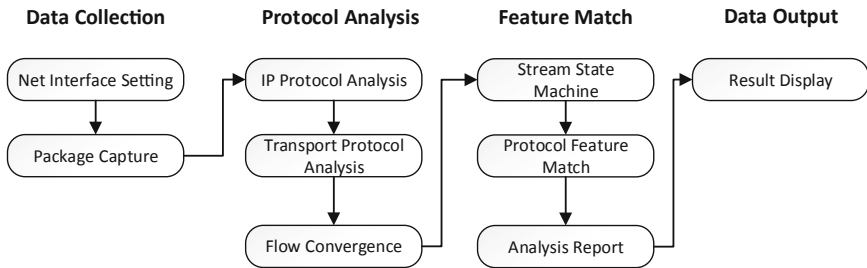 Data Collection
Net Interface Setting
Package Capture
Protocol Analysis
IP Protocol Analysis
Transport Protocol
Analysis
Flow Convergence
Feature Match
Stream State
Machine
Protocol Feature
Match
Analysis Report
Data Output
Result Display